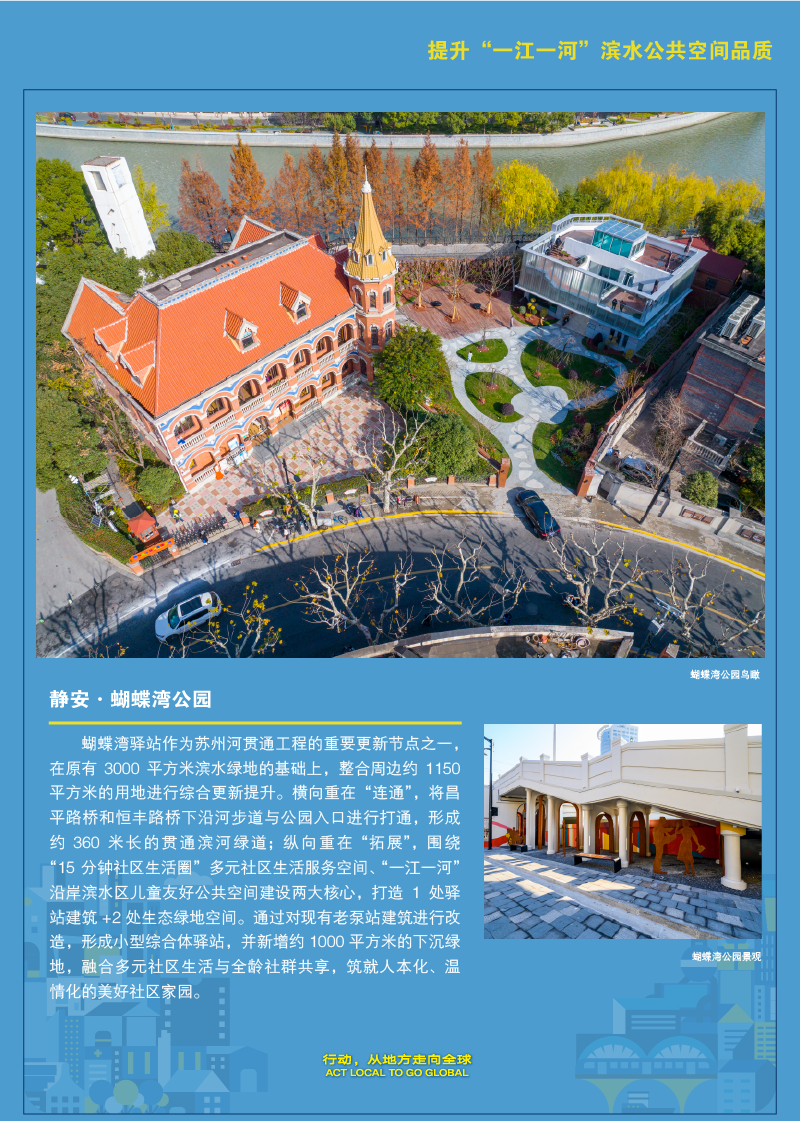 提升“一江一河”滨水公共空间品质
蝴蝶湾公园鸟瞰
静安·蝴蝶湾公园
蝴蝶湾驿站作为苏州河贯通工程的重要更新节点之一，
在原有 3000 平方米滨水绿地的基础上，整合周边约 1150
平方米的用地进行综合更新提升。横向重在“连通”，将昌
平路桥和恒丰路桥下沿河步道与公园入口进行打通，形成
约 360 米长的贯通滨河绿道；纵向重在“拓展”，围绕
“15 分钟社区生活圈”多元社区生活服务空间、“一江一河”
沿岸滨水区儿童友好公共空间建设两大核心，打造 1 处驿
站建筑 +2 处生态绿地空间。通过对现有老泵站建筑进行改
造，形成小型综合体驿站，并新增约 1000 平方米的下沉绿
地，融合多元社区生活与全龄社群共享，筑就人本化、温
情化的美好社区家园。
蝴蝶湾公园景观
行动，从地方走向全球
ACT LOCAL TO GO GLOBAL